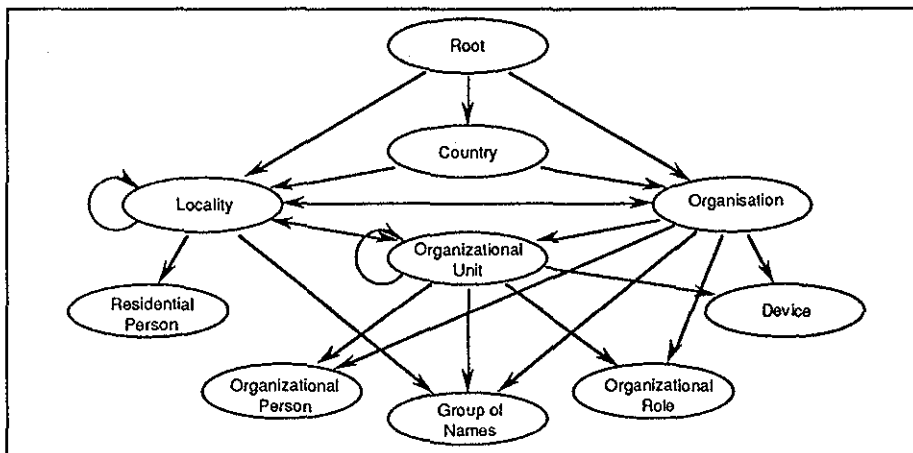 Root
Country
Locality
Organisation
Organizational
Unit
Residential
Person
Device
Organizational
Person
Organizational
Role
Group of
Names